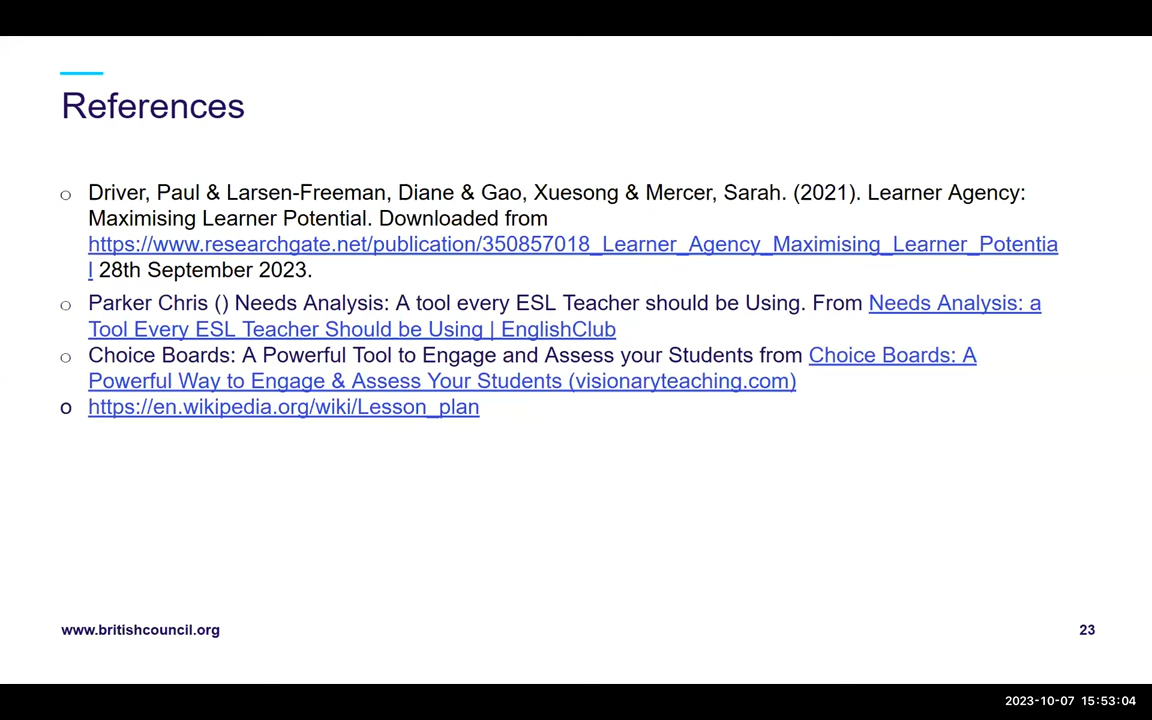 References
○ Driver, Paul & Larsen-Freeman, Diane & Gao, Xuesong & Mercer, Sarah. (2021). Learner Agency:
Maximising Learner Potential. Downloaded from
https://www.researchgate.net/publication/350857018_Learner_Agency_Maximising_Learner_Potentia
l 28th September 2023.
○ Parker Chris () Needs Analysis: A tool every ESL Teacher should be Using. From Needs Analysis: a
Tool Every ESL Teacher Should be Using | EnglishClub
○ Choice Boards: A Powerful Tool to Engage and Assess your Students from Choice Boards: A
Powerful Way to Engage & Assess Your Students (visionaryteaching.com)
o https://en.wikipedia.org/wiki/Lesson_plan
www.britishcouncil.org
23
2023-10-07 15:53:04